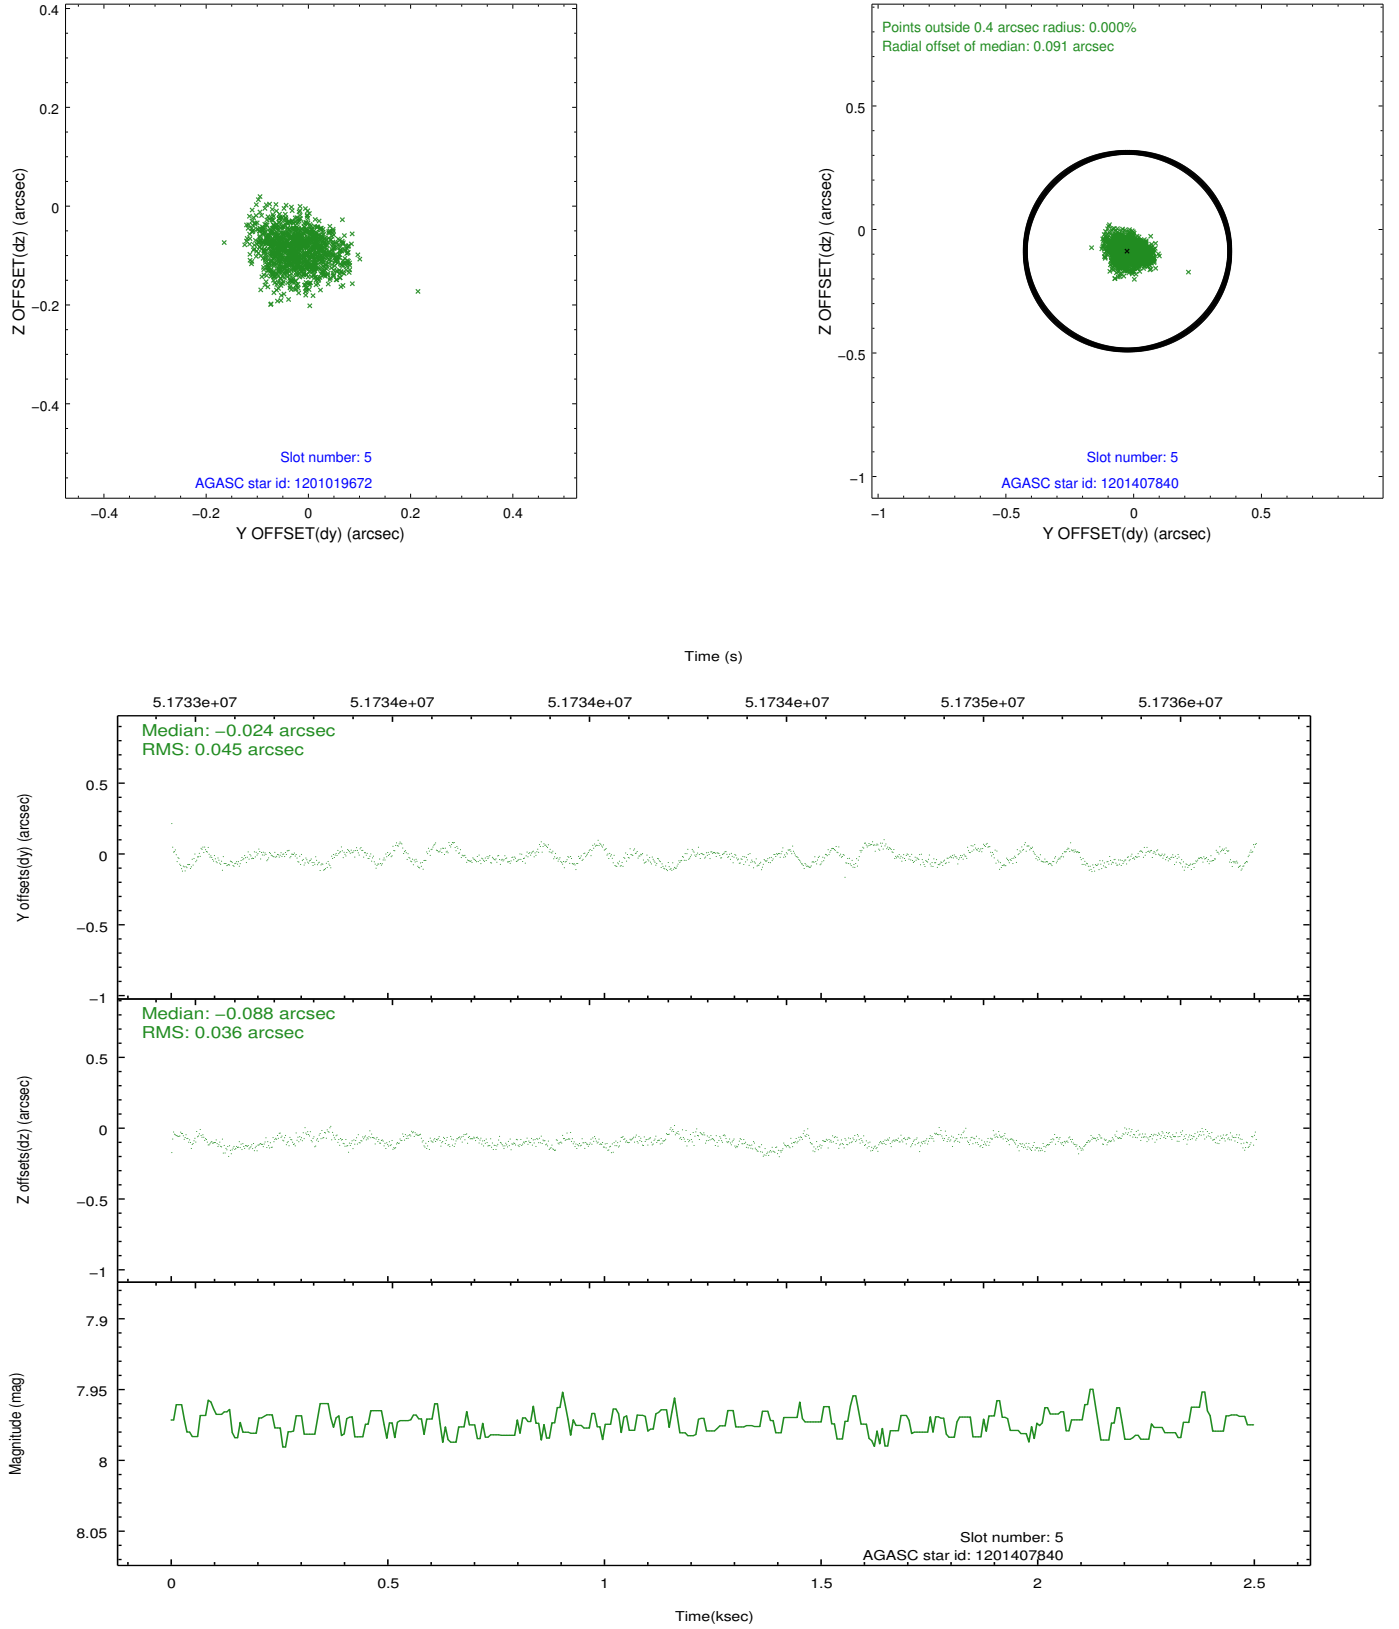 0.4
0.2
0
−0.2
−0.4
Z OFFSET(dz) (arcsec)
Slot number: 5
AGASC star id: 1201019672
−0.4 −0.2 0 0.2 0.4
Y OFFSET(dy) (arcsec)
Points outside 0.4 arcsec radius: 0.000%
Radial offset of median: 0.091 arcsec
0.5
0
−0.5
−1
Z OFFSET(dz) (arcsec)
Slot number: 5
AGASC star id: 1201407840
−1 −0.5 0 0.5
Y OFFSET(dy) (arcsec)
Time (s)
5.1733e+07 5.1734e+07 5.1734e+07 5.1734e+07 5.1735e+07 5.1736e+07
Median: −0.024 arcsec
RMS: 0.045 arcsec
0.5
0
−0.5
−1
Y offsets(dy) (arcsec)
Median: −0.088 arcsec
RMS: 0.036 arcsec
0.5
0
−0.5
−1
Z offsets(dz) (arcsec)
7.9
7.95
8
8.05
Magnitude (mag)
Slot number: 5
AGASC star id: 1201407840
0 0.5 1 1.5 2 2.5
Time(ksec)